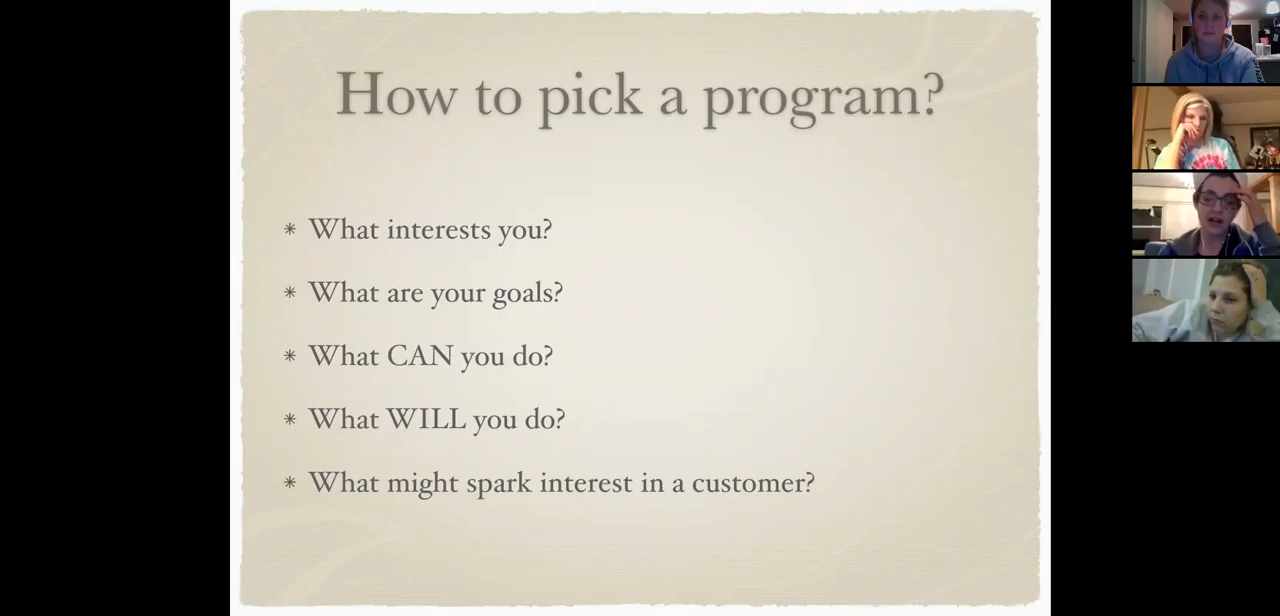 How to pick a program?
* What interests you?
* What are your goals?
* What CAN you do?
* What WILL you do?
* What might spark interest in a customer?